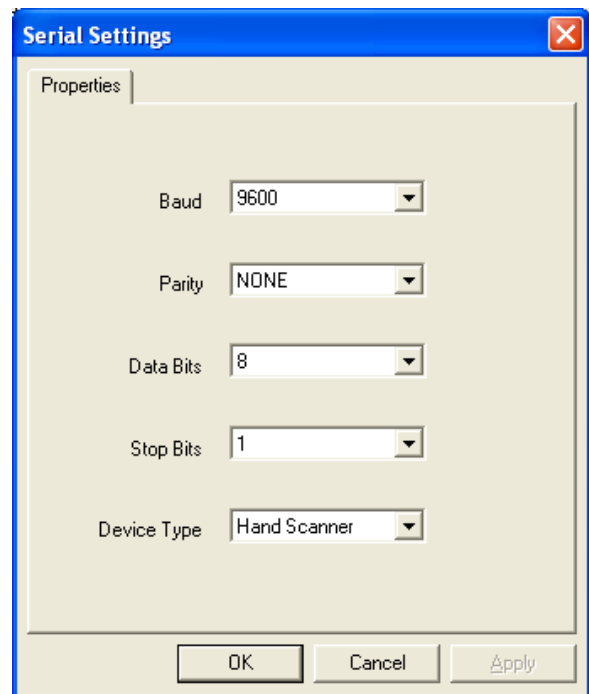 Serial Settings
Properties
Baud 9600
Parity NONE
Data Bits 8
Stop Bits 1
Device Type Hand Scanner
OK Cancel Apply